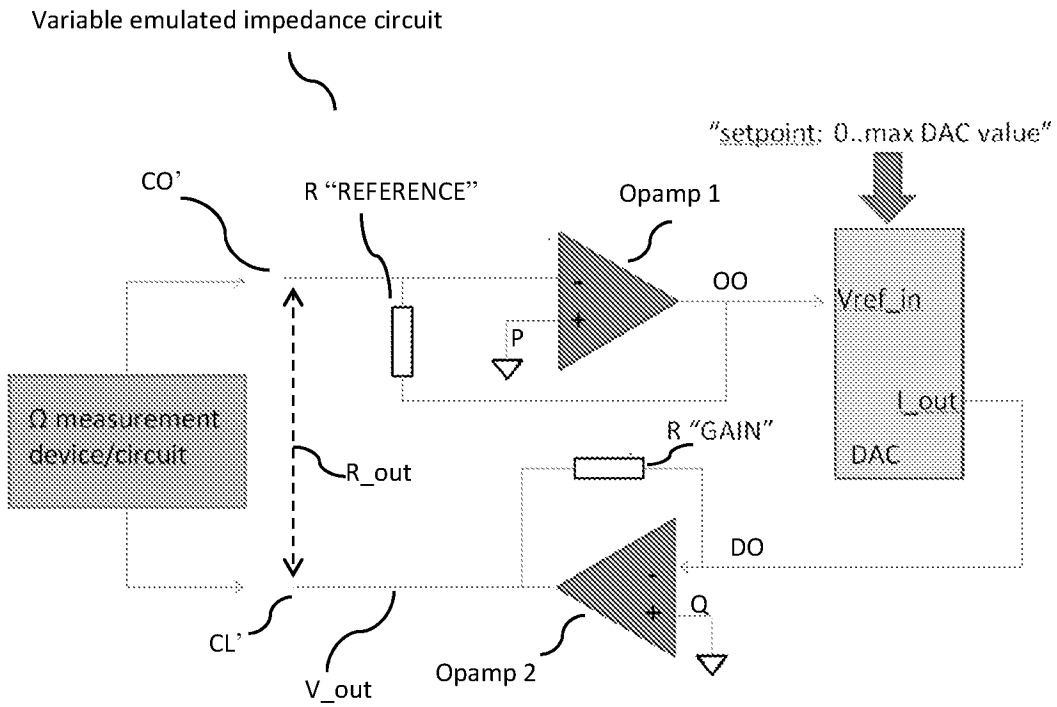 Variable emulated impedance circuit
"setpoint: 0..max DAC value"
CO'
R "REFERENCE"
Opamp 1
-
+
P
OO
Vref_in
I_out
DAC
Ω measurement
device/circuit
R_out
R "GAIN"
DO
-
+
Q
CL'
V_out
Opamp 2